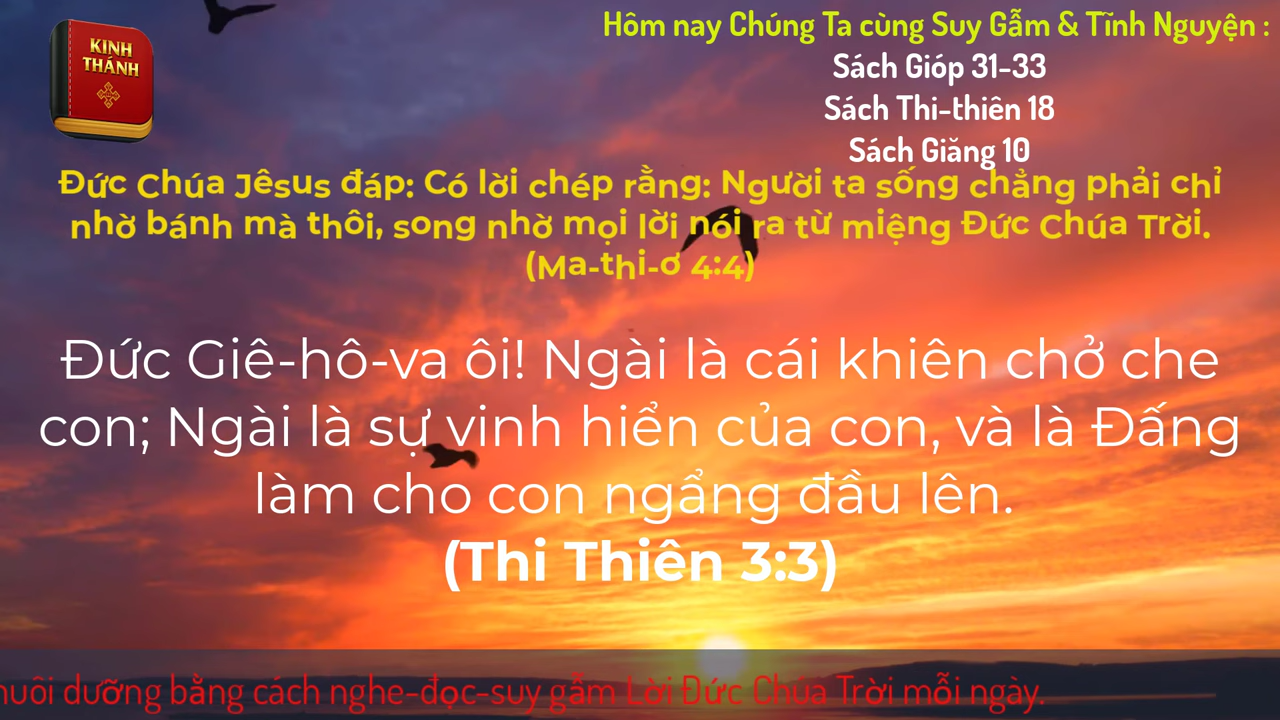 KINH
THÁNH
Hôm nay Chúng Ta cùng Suy Gẫm & Tĩnh Nguyện :
Sách Gióp 31-33
Sách Thi-thiên 18
Sách Giăng 10
Đức Chúa Jêsus đáp: Có lời chép rằng: Người ta sống chẳng phải chỉ
nhờ bánh mà thôi, song nhờ mọi lời nói ra từ miệng Đức Chúa Trời.
(Ma-thi-ơ 4:4)
Đức Giê-hô-va ôi! Ngài là cái khiên chở che
con; Ngài là sự vinh hiển của con, và là Đấng
làm cho con ngẩng đầu lên.
(Thi Thiên 3:3)
dưỡng bằng cách nghe-đọc-suy gẫm Lời Đức Chúa Trời mỗi ngày.